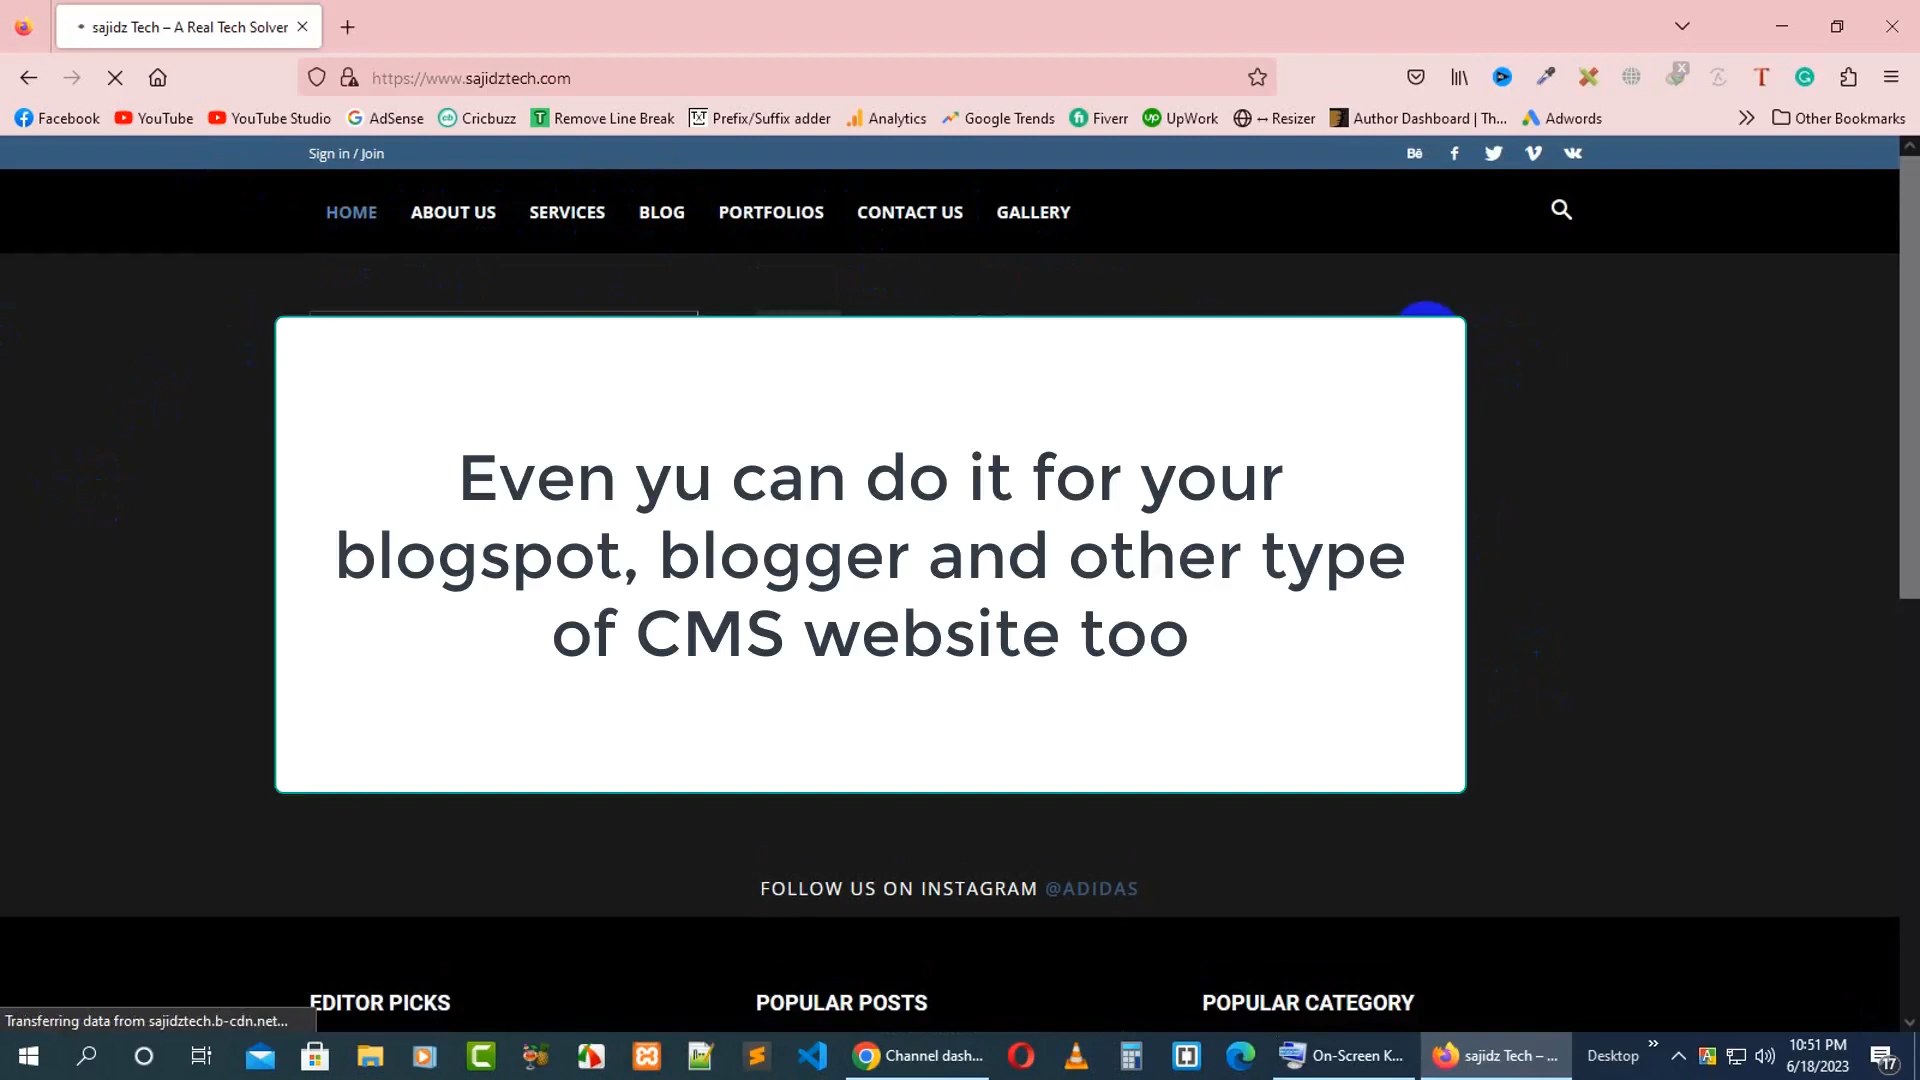 sajidz Tech – A Real Tech Solver
https://www.sajidztech.com
Facebook YouTube YouTube Studio AdSense Cricbuzz Remove Line Break Prefix/Suffix adder Analytics Google Trends Fiverr UpWork ↔ Resizer Author Dashboard | Th... Adwords Other Bookmarks
Sign in / Join
HOME ABOUT US SERVICES BLOG PORTFOLIOS CONTACT US GALLERY
Even yu can do it for your
blogspot, blogger and other type
of CMS website too
FOLLOW US ON INSTAGRAM @ADIDAS
EDITOR PICKS POPULAR POSTS POPULAR CATEGORY
Transferring data from sajidztech.b-cdn.net...
Channel dash... On-Screen K... sajidz Tech – ... Desktop 10:51 PM
6/18/2023
17